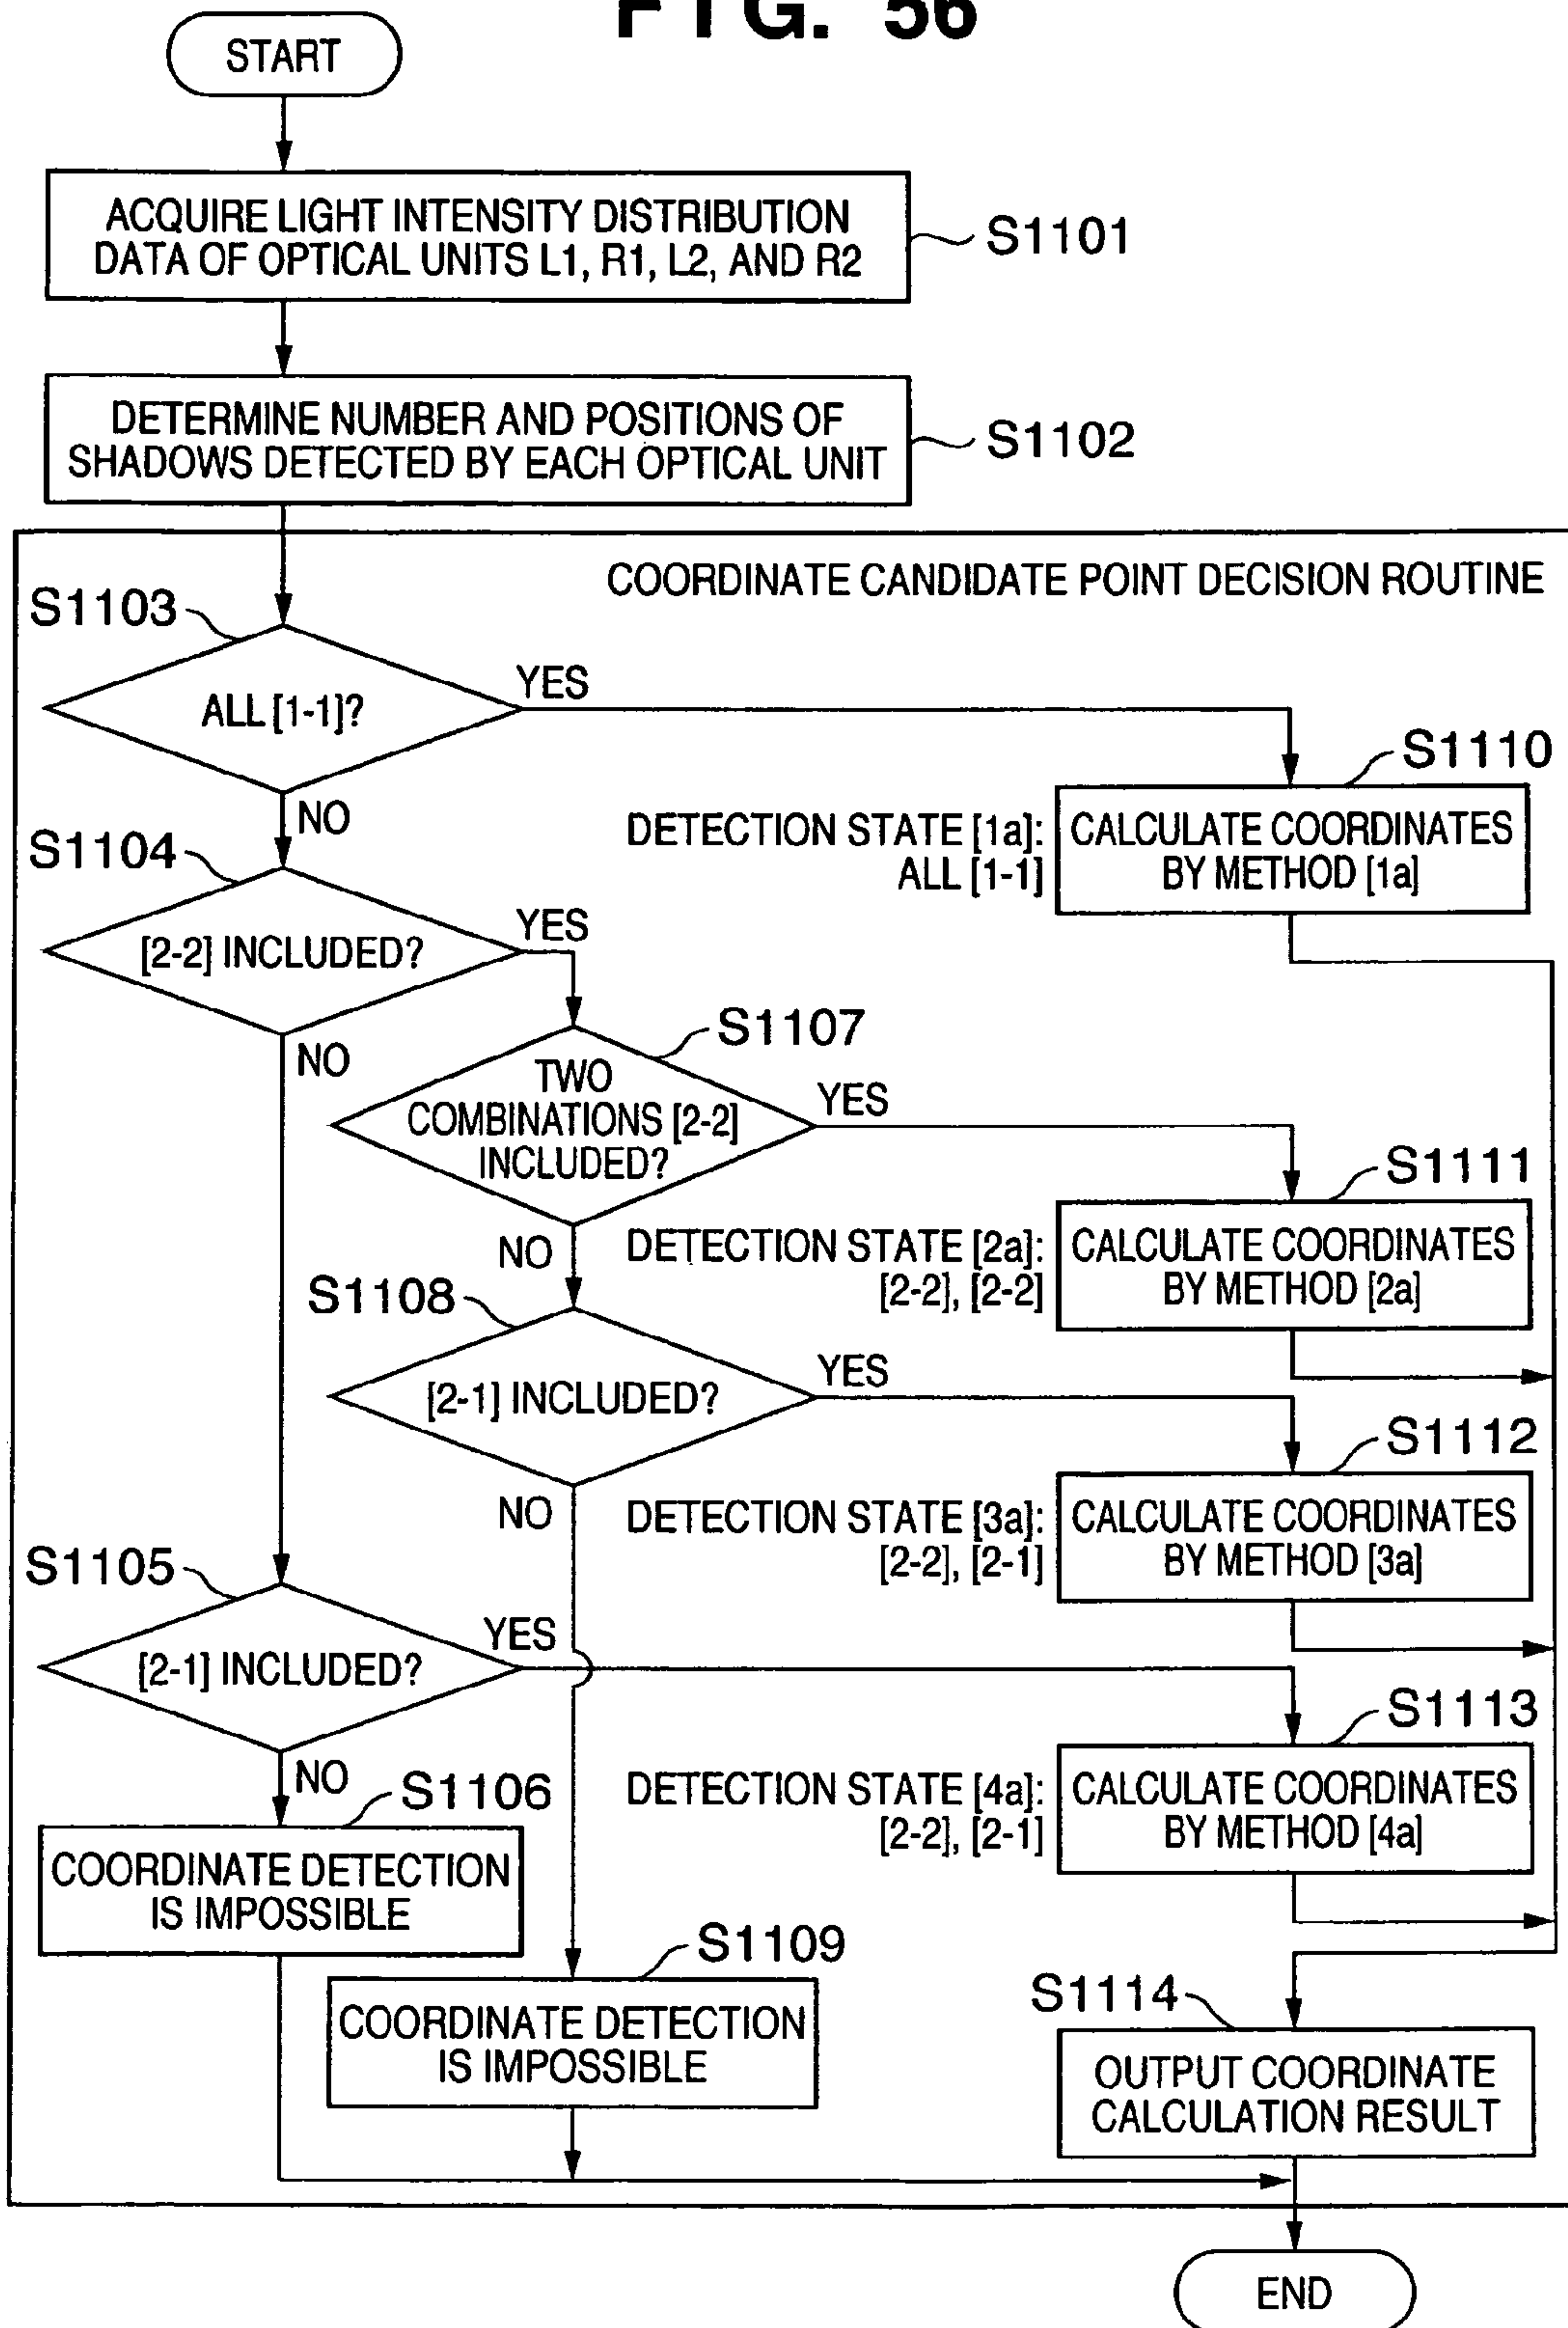 FIG. 56
START
ACQUIRE LIGHT INTENSITY DISTRIBUTION
DATA OF OPTICAL UNITS L1, R1, L2, AND R2
S1101
DETERMINE NUMBER AND POSITIONS OF
SHADOWS DETECTED BY EACH OPTICAL UNIT
S1102
COORDINATE CANDIDATE POINT DECISION ROUTINE
S1103
ALL [1-1]?
YES
NO
S1110
DETECTION STATE [1a]:
ALL [1-1]
CALCULATE COORDINATES
BY METHOD [1a]
S1104
[2-2] INCLUDED?
YES
NO
S1107
TWO
COMBINATIONS [2-2]
INCLUDED?
YES
NO
S1111
DETECTION STATE [2a]:
[2-2], [2-2]
CALCULATE COORDINATES
BY METHOD [2a]
S1108
[2-1] INCLUDED?
YES
NO
S1112
DETECTION STATE [3a]:
[2-2], [2-1]
CALCULATE COORDINATES
BY METHOD [3a]
S1105
[2-1] INCLUDED?
YES
NO
S1113
DETECTION STATE [4a]:
[2-2], [2-1]
CALCULATE COORDINATES
BY METHOD [4a]
S1106
COORDINATE DETECTION
IS IMPOSSIBLE
S1109
COORDINATE DETECTION
IS IMPOSSIBLE
S1114
OUTPUT COORDINATE
CALCULATION RESULT
END